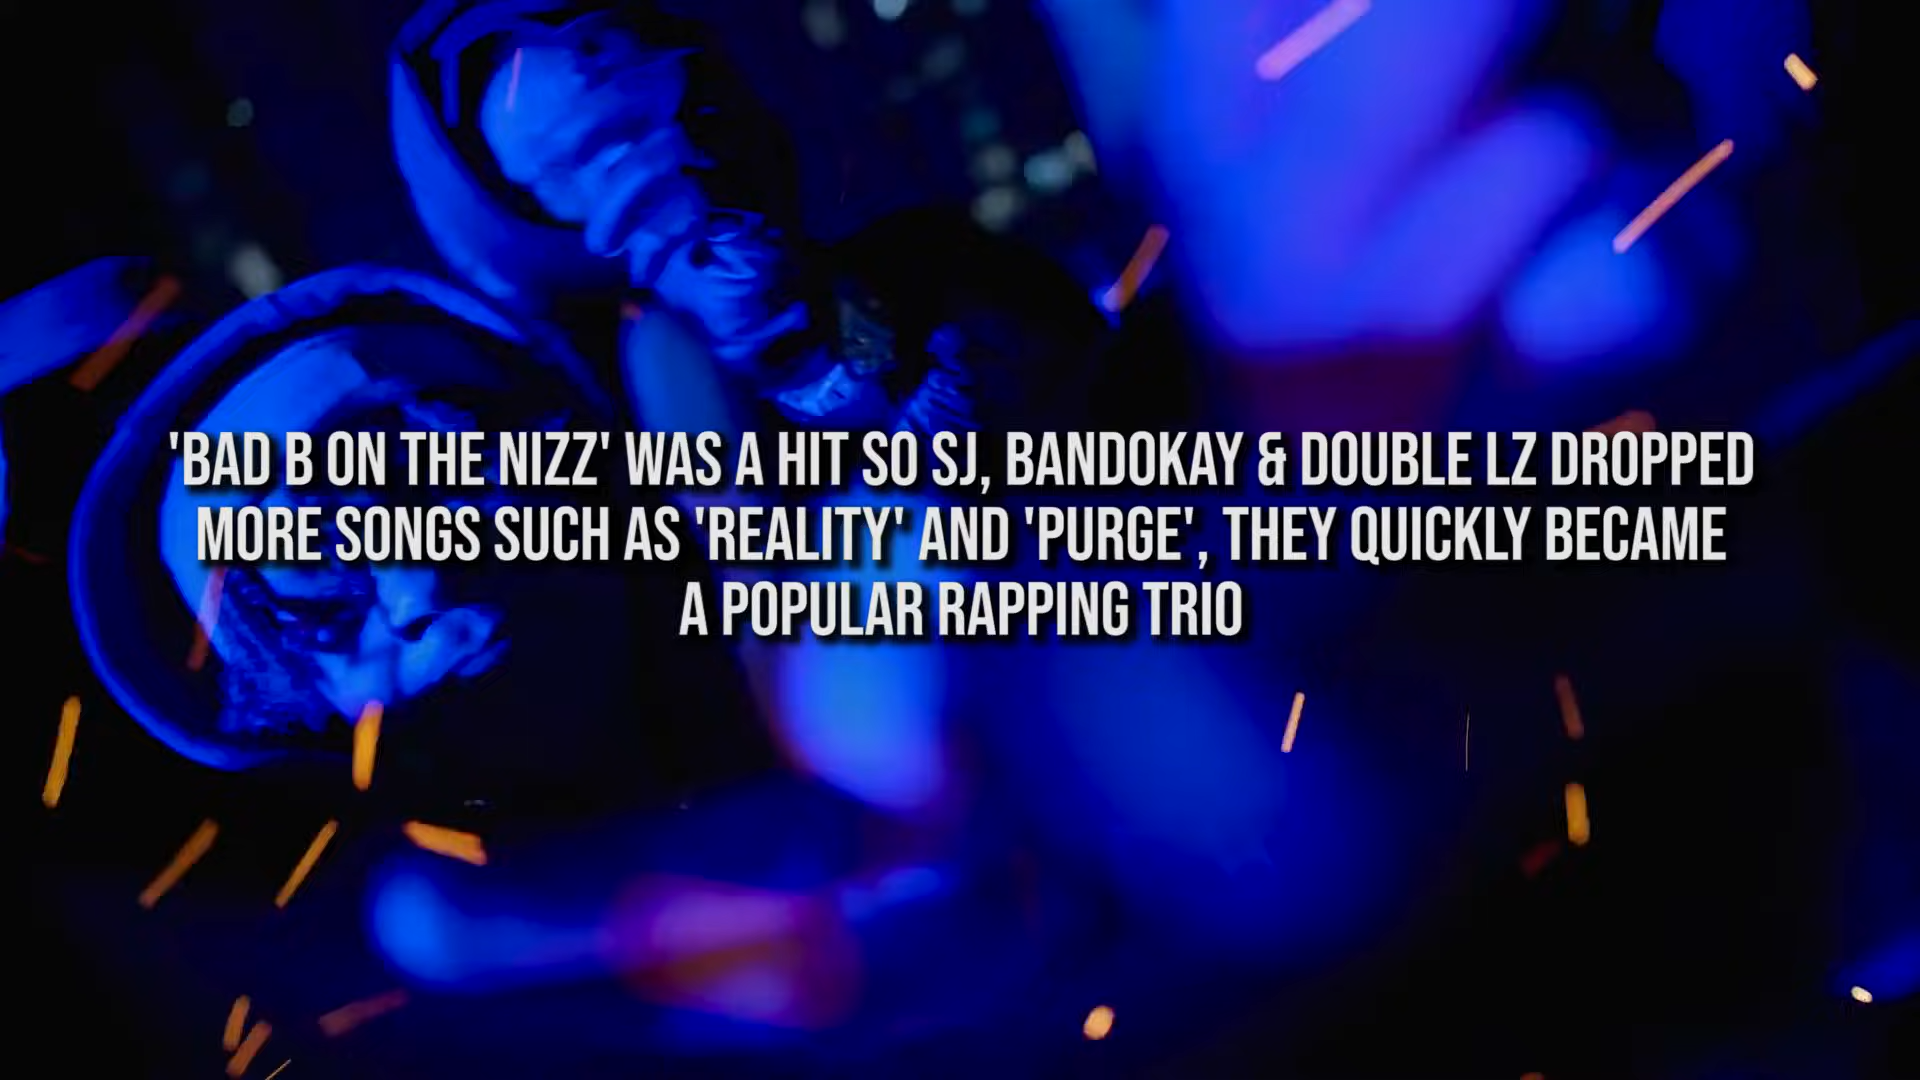 'BAD B ON THE NIZZ' WAS A HIT SO SJ, BANDOKAY & DOUBLE LZ DROPPED
MORE SONGS SUCH AS 'REALITY' AND 'PURGE', THEY QUICKLY BECAME
A POPULAR RAPPING TRIO